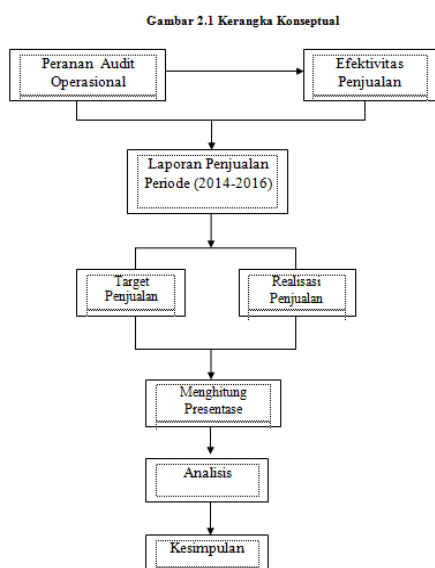 Gambar 2.1 Kerangka Konseptual
Peranan Audit
Operasional
Efektivitas
Penjualan
Laporan Penjualan
Periode (2014-2016)
Target
Penjualan
Realisasi
Penjualan
Menghitung
Presentase
Analisis
Kesimpulan